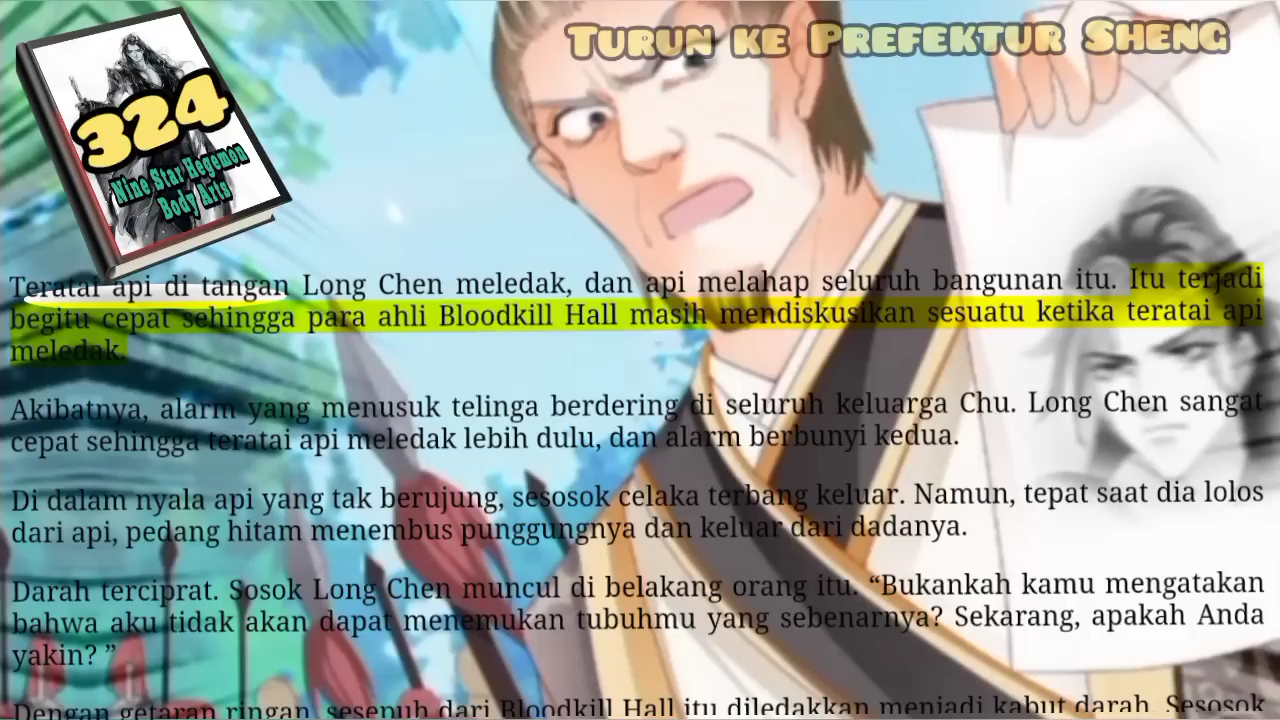 Turun ke Prefektur Sheng
324
Nine Star Hegemon
Body Arts
Teratai api di tangan Long Chen meledak, dan api melahap seluruh bangunan itu. Itu terjadi
begitu cepat sehingga para ahli Bloodkill Hall masih mendiskusikan sesuatu ketika teratai api
meledak.
Akibatnya, alarm yang menusuk telinga berdering di seluruh keluarga Chu. Long Chen sangat
cepat sehingga teratai api meledak lebih dulu, dan alarm berbunyi kedua.
Di dalam nyala api yang tak berujung, sesosok celaka terbang keluar. Namun, tepat saat dia lolos
dari api, pedang hitam menembus punggungnya dan keluar dari dadanya.
Darah terciprat. Sosok Long Chen muncul di belakang orang itu. “Bukankah kamu mengatakan
bahwa aku tidak akan dapat menemukan tubuhmu yang sebenarnya? Sekarang, apakah Anda
yakin? ”
Dengan getaran ringan, sesepuh dari Bloodkill Hall itu diledakkan menjadi kabut darah. Sesosok